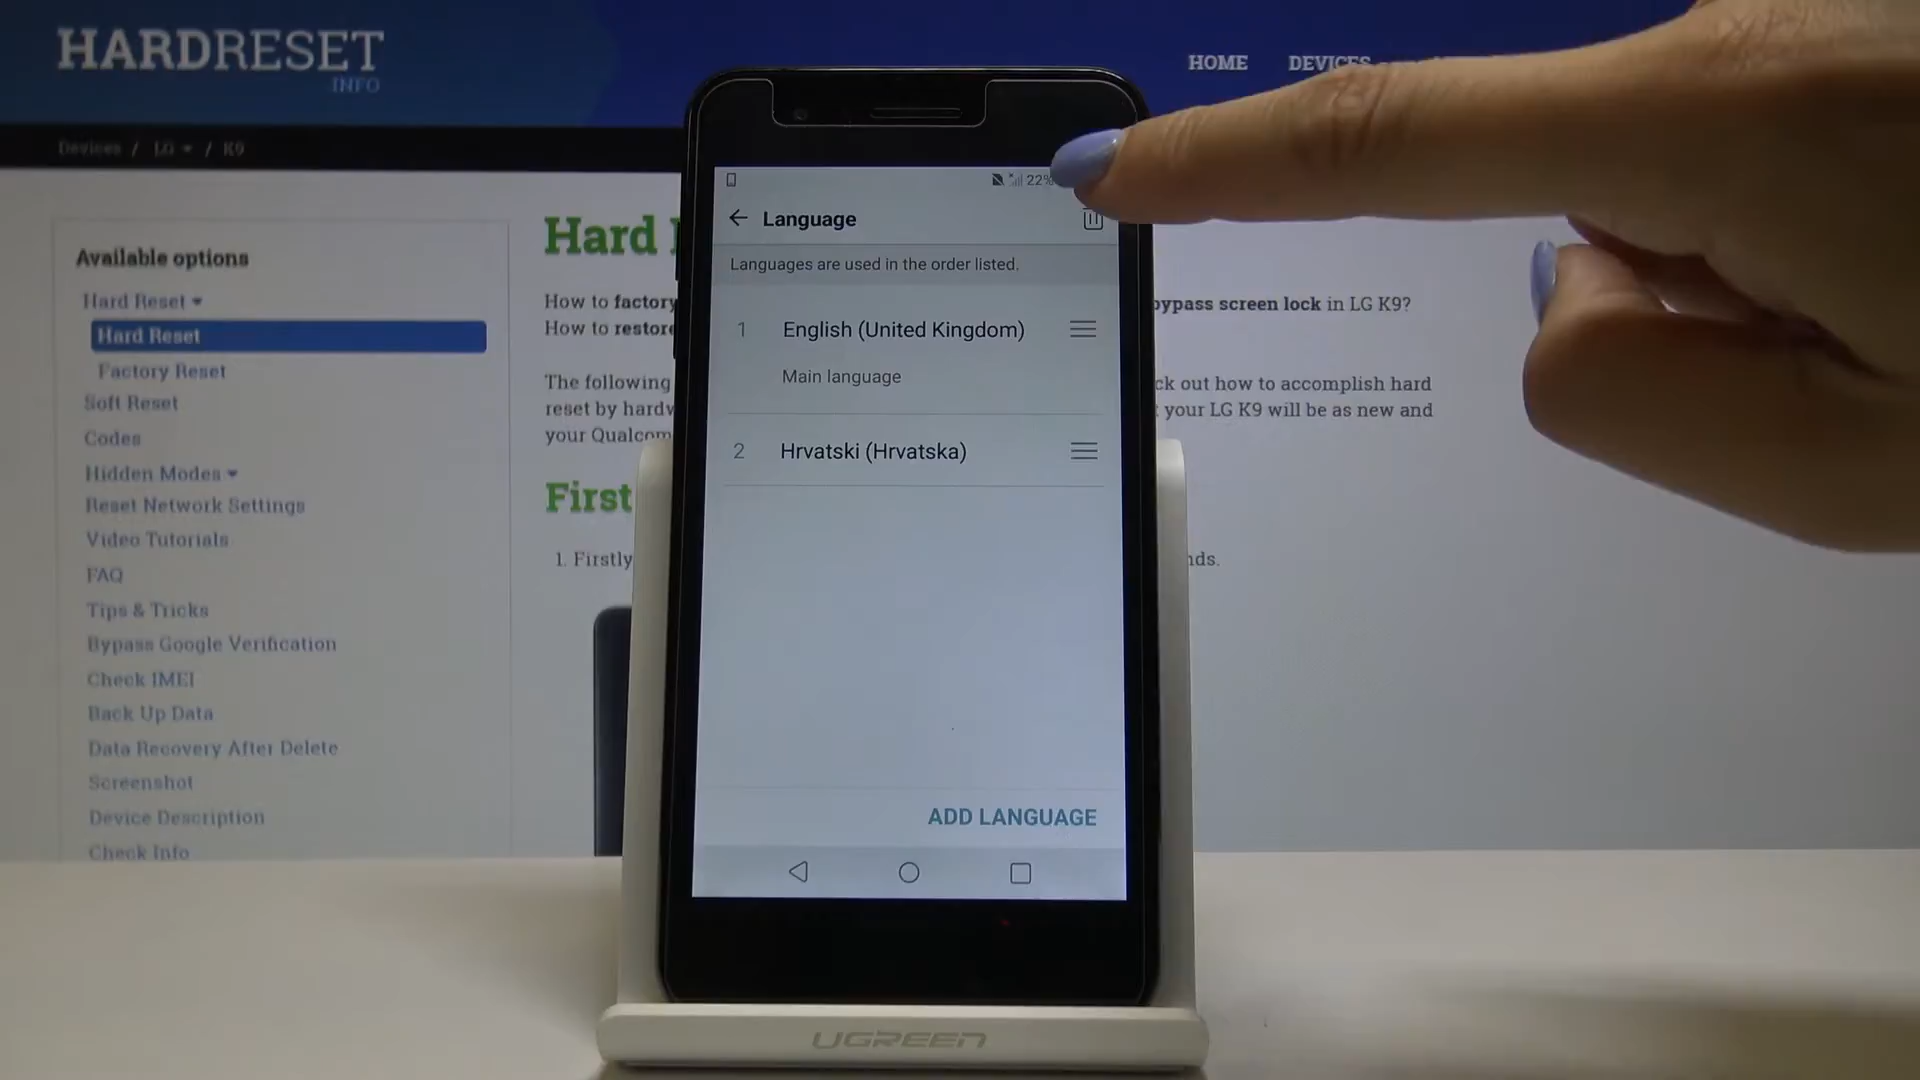 HARDRESET
.INFO
HOME
DEVICES
Devices / LG / K9
Available options
Hard Reset
Hard Reset
Factory Reset
Soft Reset
Codes
Hidden Modes
Reset Network Settings
Video Tutorials
FAQ
Tips & Tricks
Bypass Google Verification
Check IMEI
Back Up Data
Data Recovery After Delete
Screenshot
Device Description
Check Info
Hard
How to factory
bypass screen lock in LG K9?
How to restore
The following
ck out how to accomplish hard
reset by hardw
your LG K9 will be as new and
your Qualcom
First
1. Firstly
nds.
22%
Language
Languages are used in the order listed.
1 English (United Kingdom)
Main language
2 Hrvatski (Hrvatska)
ADD LANGUAGE
UGREEN